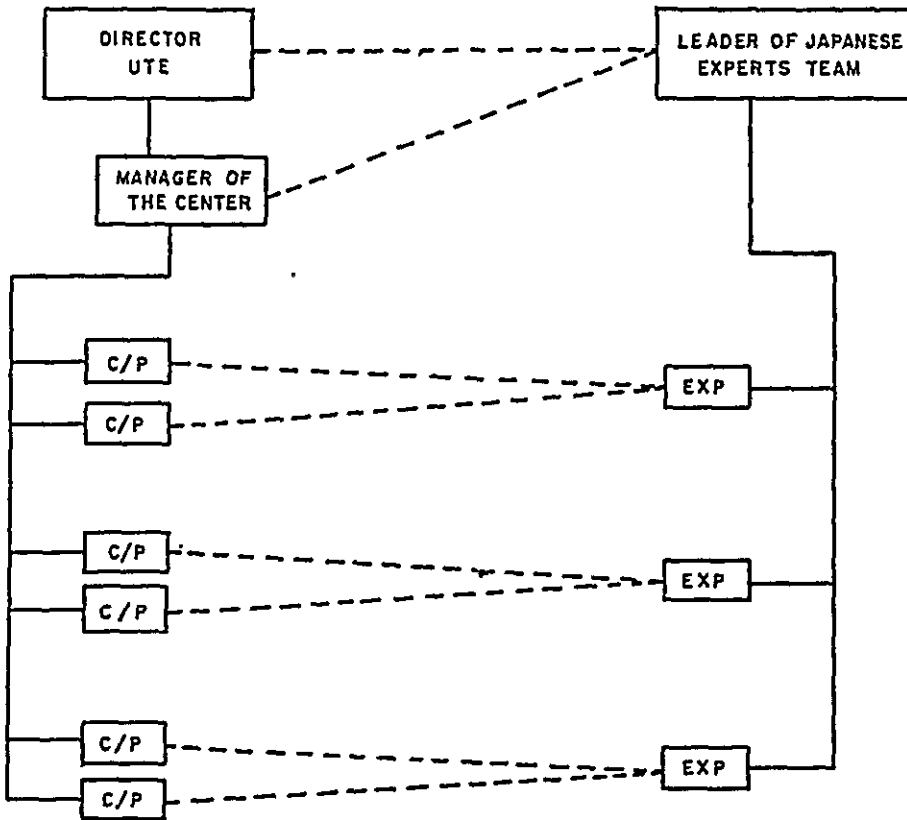 DIRECTOR
UTE
LEADER OF JAPANESE
EXPERTS TEAM
MANAGER OF
THE CENTER
C/P
C/P
EXP
C/P
C/P
EXP
C/P
C/P
EXP